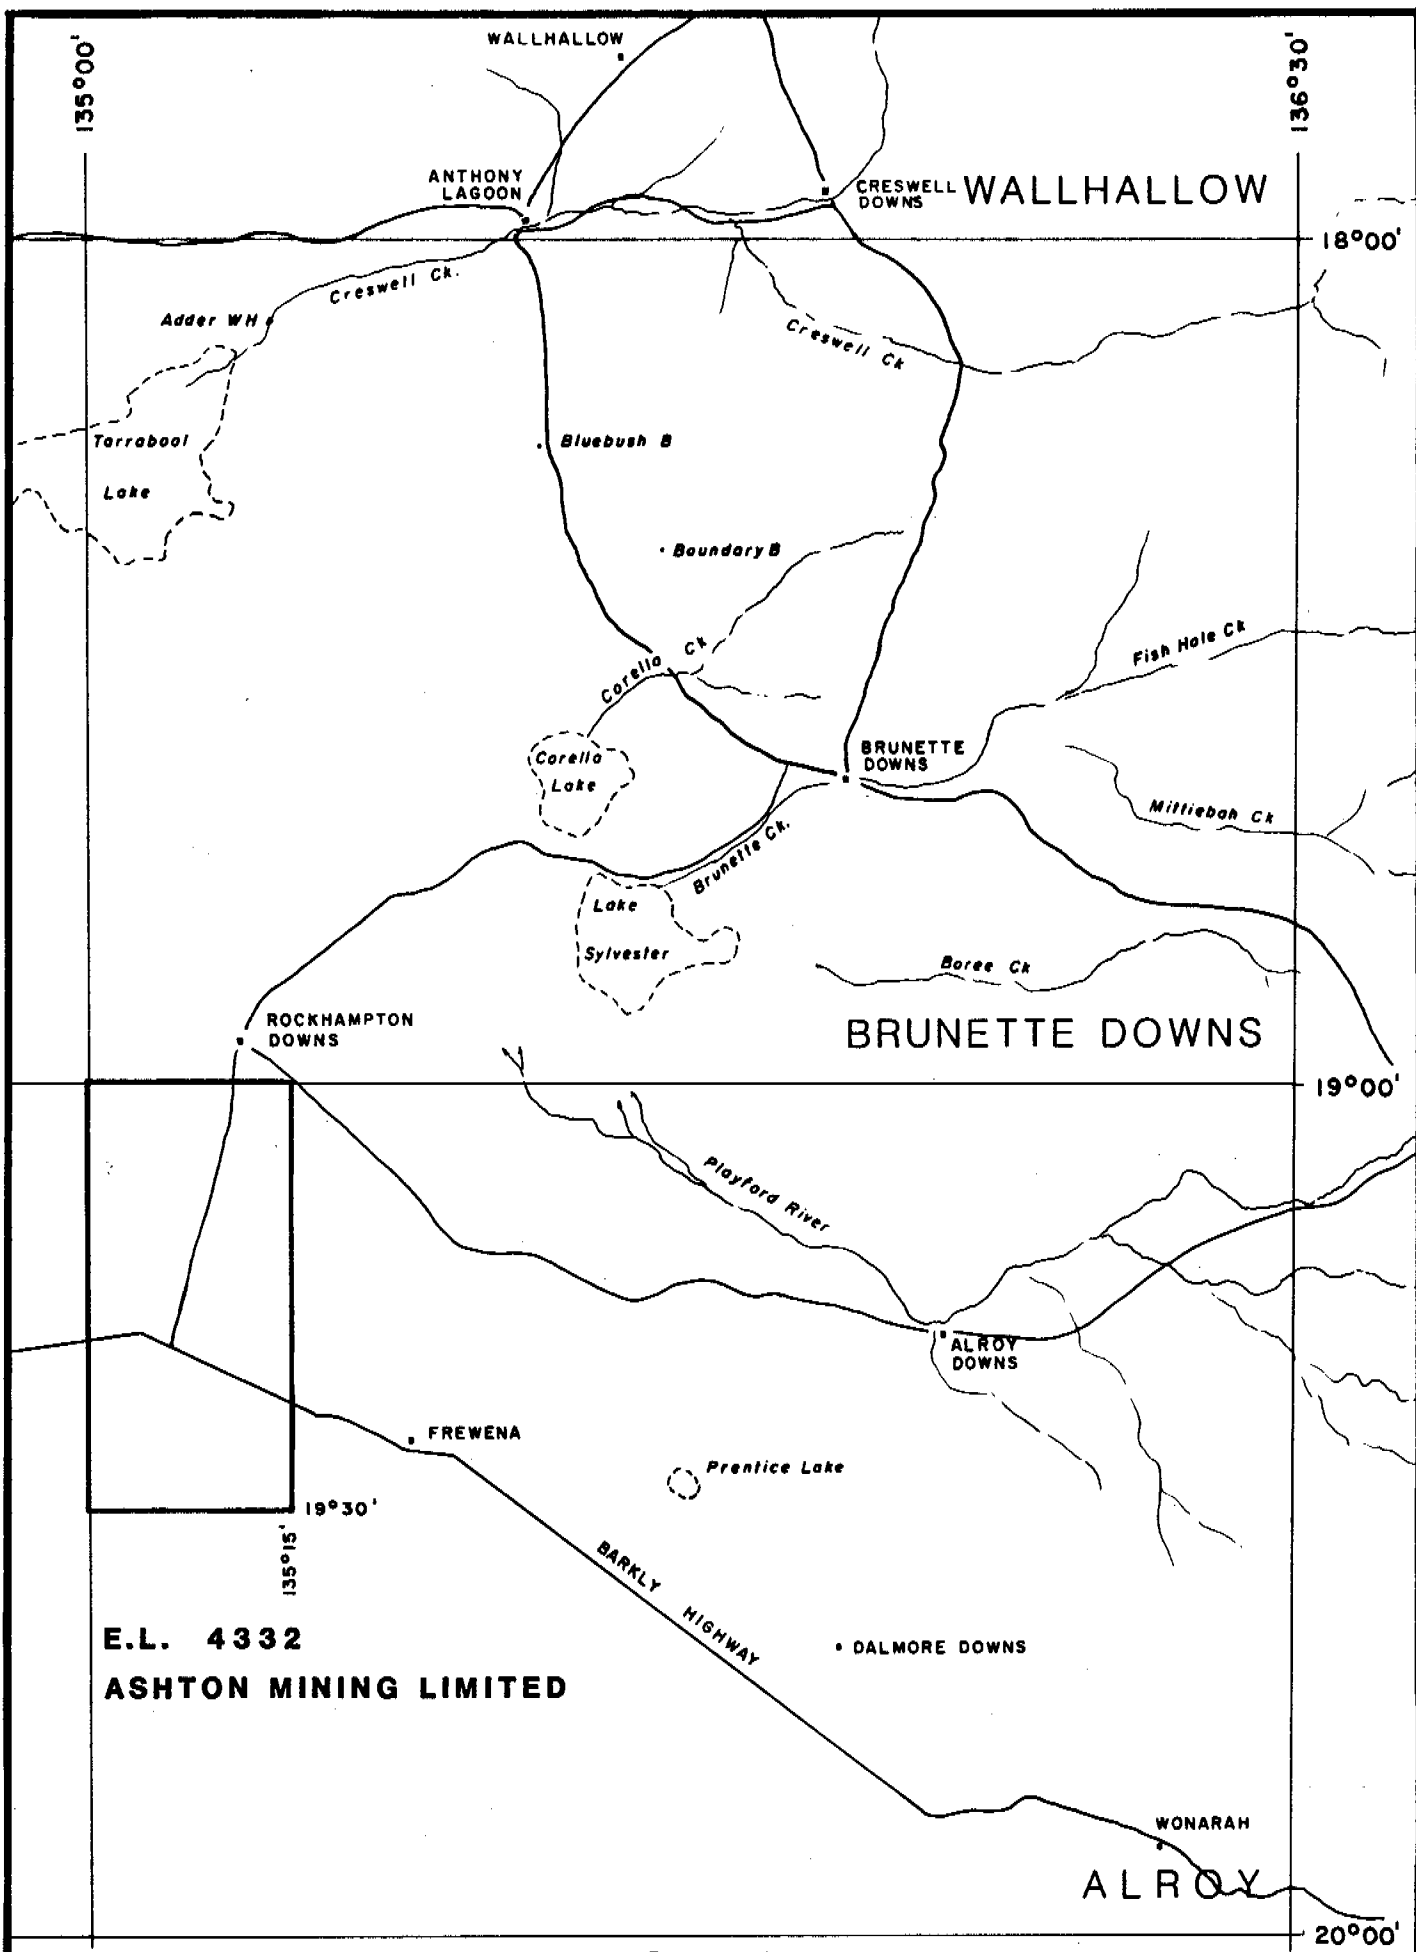 135°00'
WALLHALLOW
136°30'
ANTHONY
LAGOON
CRESWELL
DOWNS
WALLHALLOW
18°00'
Creswell Ck.
Adder WH
Creswell Ck
Tarrabool
Lake
Bluebush B
Boundary B
Fish Hole Ck
Corella Ck
BRUNETTE
DOWNS
Corella
Lake
Mittiebah Ck
Brunette Ck.
Lake
Sylvester
Boree Ck
ROCKHAMPTON
DOWNS
BRUNETTE DOWNS
19°00'
Playford River
ALROY
DOWNS
FREWENA
Prentice Lake
19°30'
135°15'
BARKLY HIGHWAY
E.L. 4332
DALMORE DOWNS
ASHTON MINING LIMITED
WONARAH
ALROY
20°00'